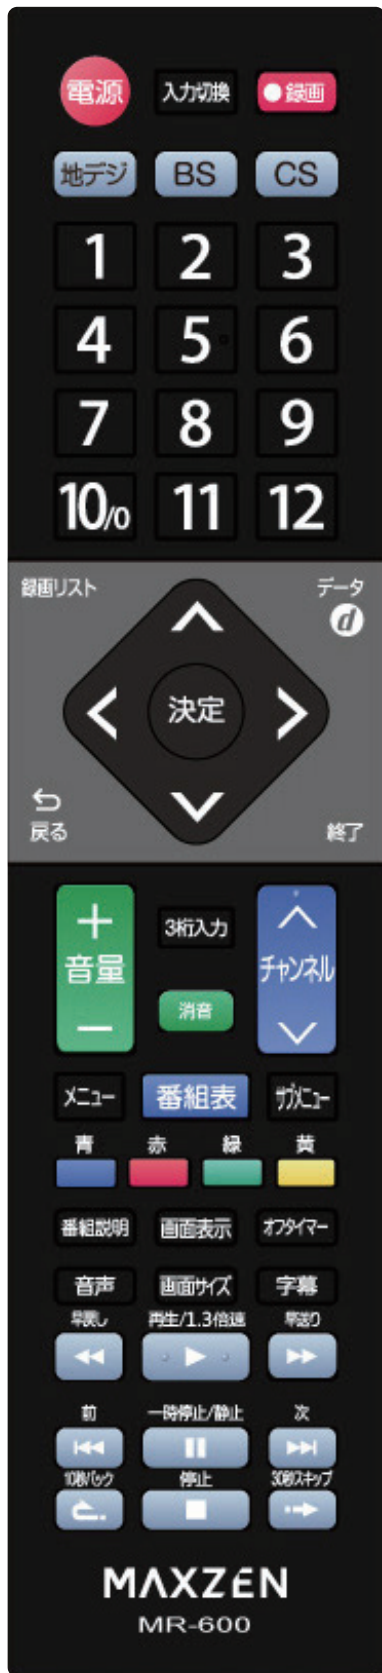 電源 入力切換 ●録画
地デジ BS CS
1 2 3
4 5 6
7 8 9
10/0 11 12
録画リスト データ
d
決定
戻る 終了
+ 3桁入力
音量 チャンネル
消音
−
メニュー 番組表 サブメニュー
青 赤 緑 黄
番組説明 画面表示 オフタイマー
音声 画面サイズ 字幕
早戻し 再生/1.3倍速 早送り
前 一時停止/静止 次
10秒バック 停止 30秒スキップ
MAXZEN
MR-600